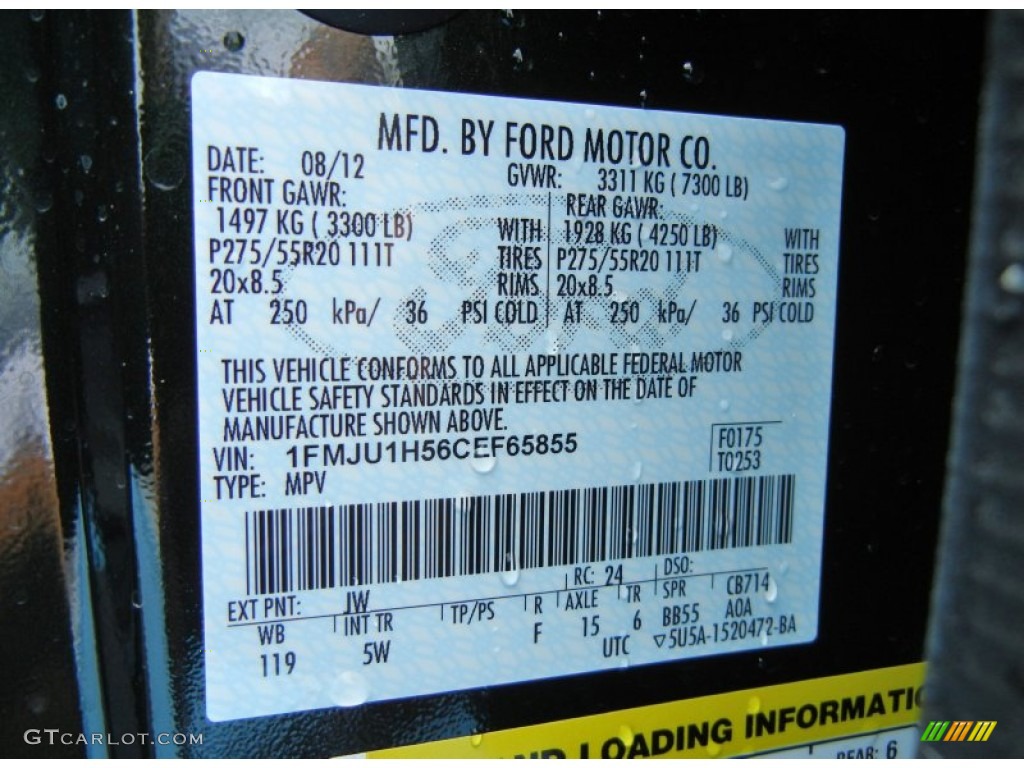 MFD. BY FORD MOTOR CO.
DATE: 08/12 GVWR: 3311 KG ( 7300 LB)
FRONT GAWR: REAR GAWR:
1497 KG ( 3300 LB) WITH 1928 KG ( 4250 LB) WITH
P275/55R20 111T TIRES P275/55R20 111T TIRES
20x8.5 RIMS 20x8.5 RIMS
AT 250 kPa/ 36 PSI COLD AT 250 kPa/ 36 PSI COLD
THIS VEHICLE CONFORMS TO ALL APPLICABLE FEDERAL MOTOR
VEHICLE SAFETY STANDARDS IN EFFECT ON THE DATE OF
MANUFACTURE SHOWN ABOVE.
VIN: 1FMJU1H56CEF65855 F0175
TYPE: MPV T0253
EXT PNT: JW RC: 24 DSO:
WB INT TR TP/PS R AXLE TR SPR CB714
119 5W F 15 6 BB55 A0A
UTC ▽5U5A-1520472-BA
LOADING INFORMATIO
REAR: 6
GTCARLOT.COM